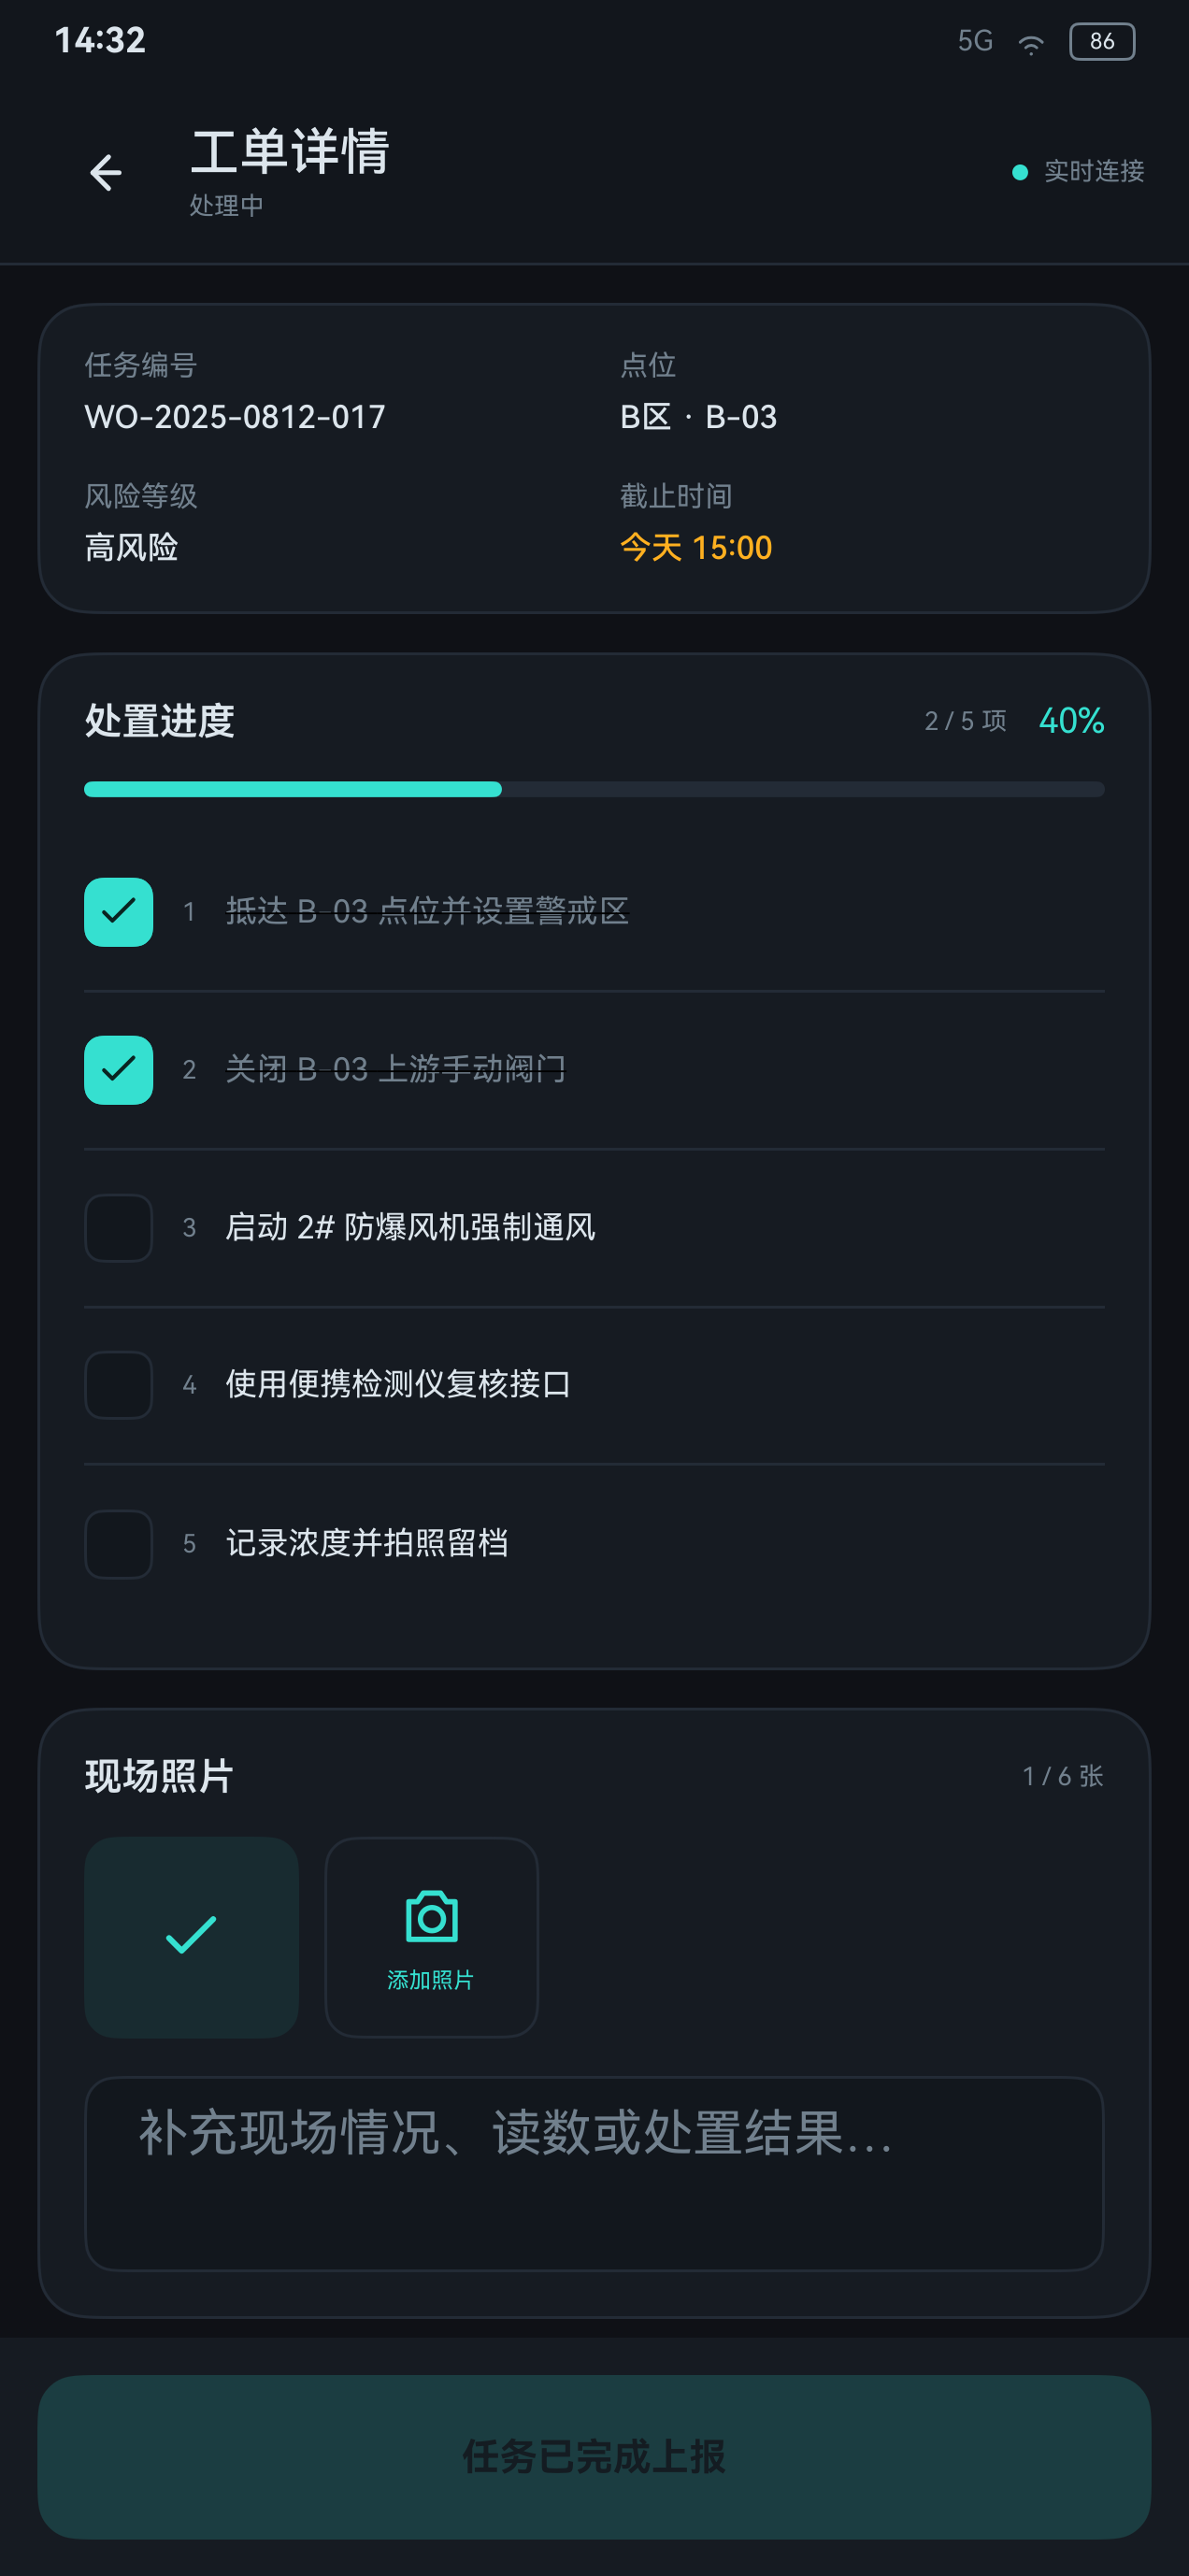 14:32 5G 86
工单详情
处理中
实时连接
任务编号 点位
WO-2025-0812-017 B区 · B-03
风险等级 截止时间
高风险 今天 15:00
处置进度 2 / 5 项 40%
1 抵达 B-03 点位并设置警戒区
2 关闭 B-03 上游手动阀门
3 启动 2# 防爆风机强制通风
4 使用便携检测仪复核接口
5 记录浓度并拍照留档
现场照片 1 / 6 张
添加照片
补充现场情况、读数或处置结果...
任务已完成上报